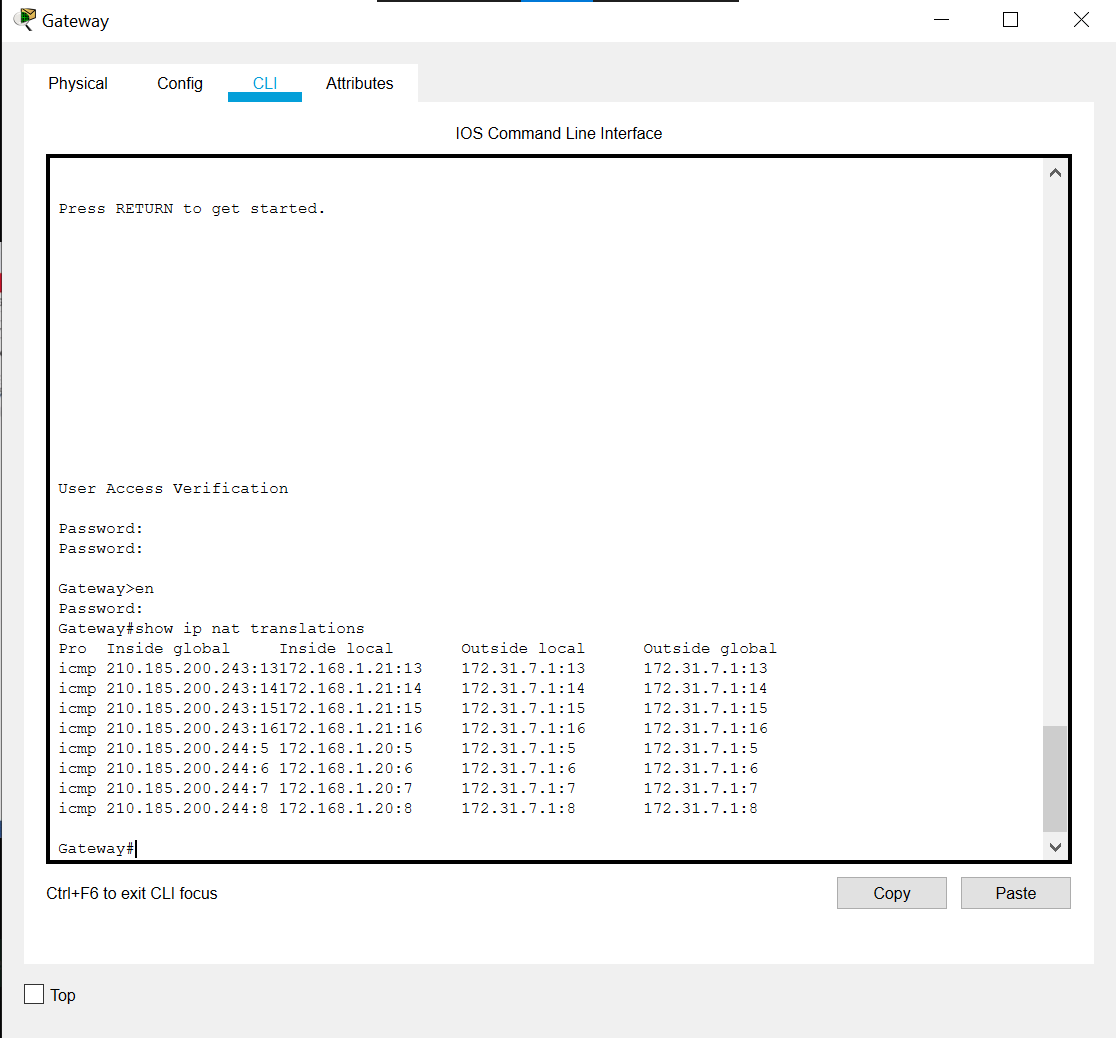 Gateway
Physical Config CLI Attributes
IOS Command Line Interface
Press RETURN to get started.
User Access Verification
Password:
Password:
Gateway>en
Password:
Gateway#show ip nat translations
Pro  Inside global     Inside local       Outside local      Outside global
icmp 210.185.200.243:13172.168.1.21:13    172.31.7.1:13      172.31.7.1:13
icmp 210.185.200.243:14172.168.1.21:14    172.31.7.1:14      172.31.7.1:14
icmp 210.185.200.243:15172.168.1.21:15    172.31.7.1:15      172.31.7.1:15
icmp 210.185.200.243:16172.168.1.21:16    172.31.7.1:16      172.31.7.1:16
icmp 210.185.200.244:5 172.168.1.20:5     172.31.7.1:5       172.31.7.1:5
icmp 210.185.200.244:6 172.168.1.20:6     172.31.7.1:6       172.31.7.1:6
icmp 210.185.200.244:7 172.168.1.20:7     172.31.7.1:7       172.31.7.1:7
icmp 210.185.200.244:8 172.168.1.20:8     172.31.7.1:8       172.31.7.1:8
Gateway#
Ctrl+F6 to exit CLI focus Copy Paste
Top